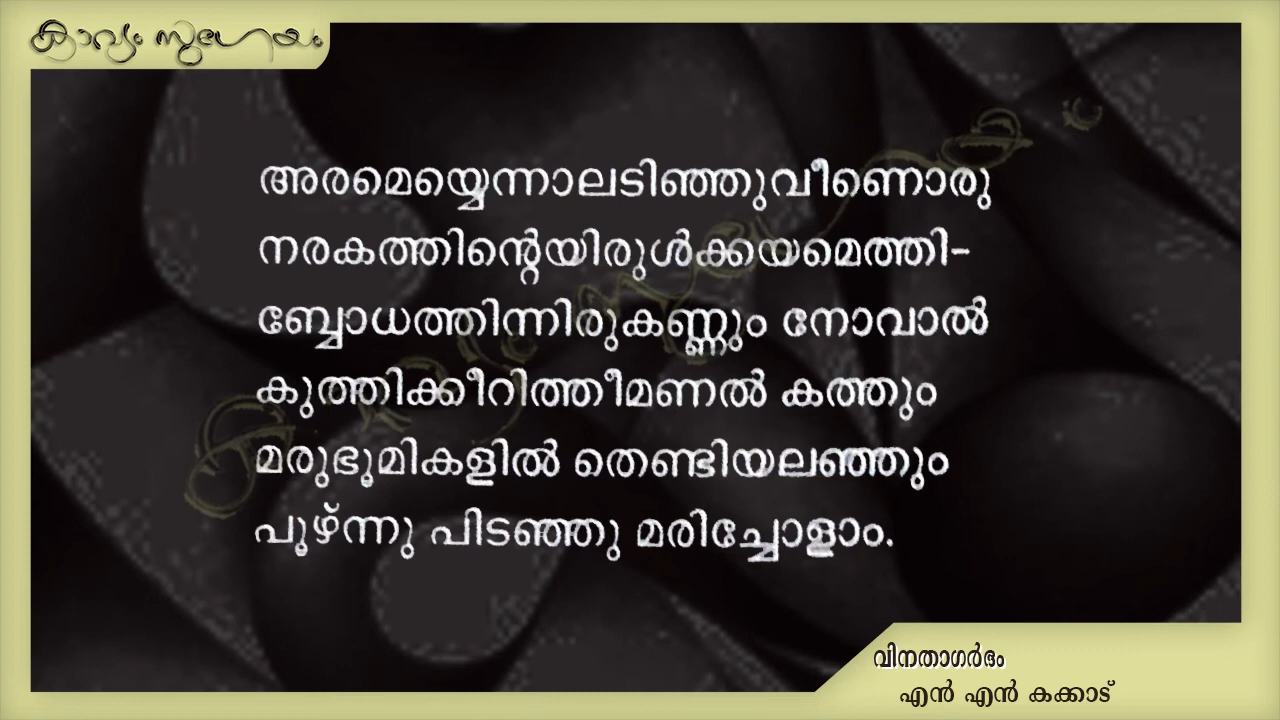 കാവ്യം സുഗേയം
അരമെയ്യെന്നാലടിഞ്ഞുവീണൊരു
നരകത്തിന്റെയിരുൾക്കയമെത്തി-
ബ്ബോധത്തിന്നിരുകണ്ണും നോവാൽ
കുത്തിക്കീറിത്തീമണൽ കത്തും
മരുഭൂമികളിൽ തെണ്ടിയലഞ്ഞും
പൂഴ്ന്നു പിടഞ്ഞു മരിച്ചോളാം.
വിനതാഗർഭം
എൻ എൻ കക്കാട്